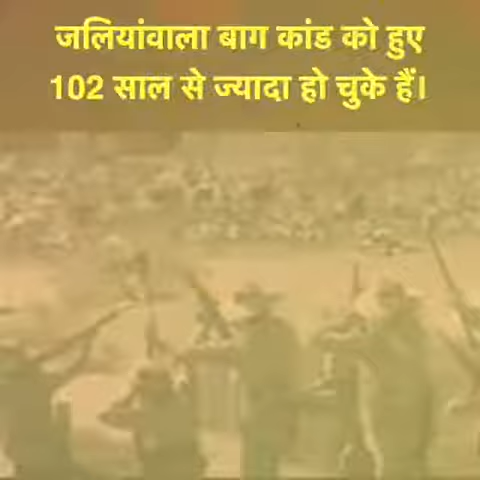 जलियांवाला बाग कांड को हुए
102 साल से ज्यादा हो चुके हैं।